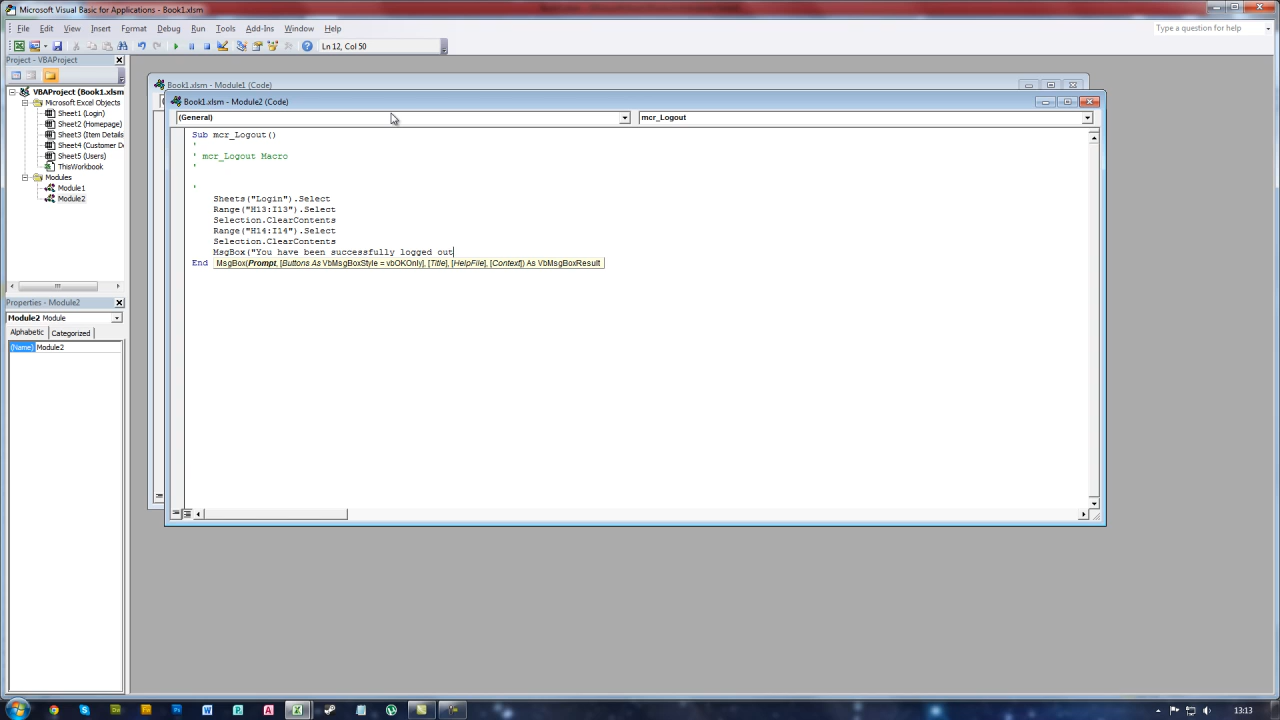 Microsoft Visual Basic for Applications - Book1.xlsm
File Edit View Insert Format Debug Run Tools Add-Ins Window Help
Type a question for help
Ln 12, Col 50
Project - VBAProject
VBAProject (Book1.xlsm
Microsoft Excel Objects
Sheet1 (Login)
Sheet2 (Homepage)
Sheet3 (Item Details
Sheet4 (Customer D
Sheet5 (Users)
ThisWorkbook
Modules
Module1
Module2
Properties - Module2
Module2 Module
Alphabetic Categorized
(Name) Module2
Book1.xlsm - Module1 (Code)
Book1.xlsm - Module2 (Code)
(General) mcr_Logout
Sub mcr_Logout()
'
' mcr_Logout Macro
'
'
Sheets("Login").Select
Range("H13:I13").Select
Selection.ClearContents
Range("H14:I14").Select
Selection.ClearContents
MsgBox("You have been successfully logged out
End
MsgBox(Prompt, [Buttons As VbMsgBoxStyle = vbOKOnly], [Title], [HelpFile], [Context]) As VbMsgBoxResult
13:13